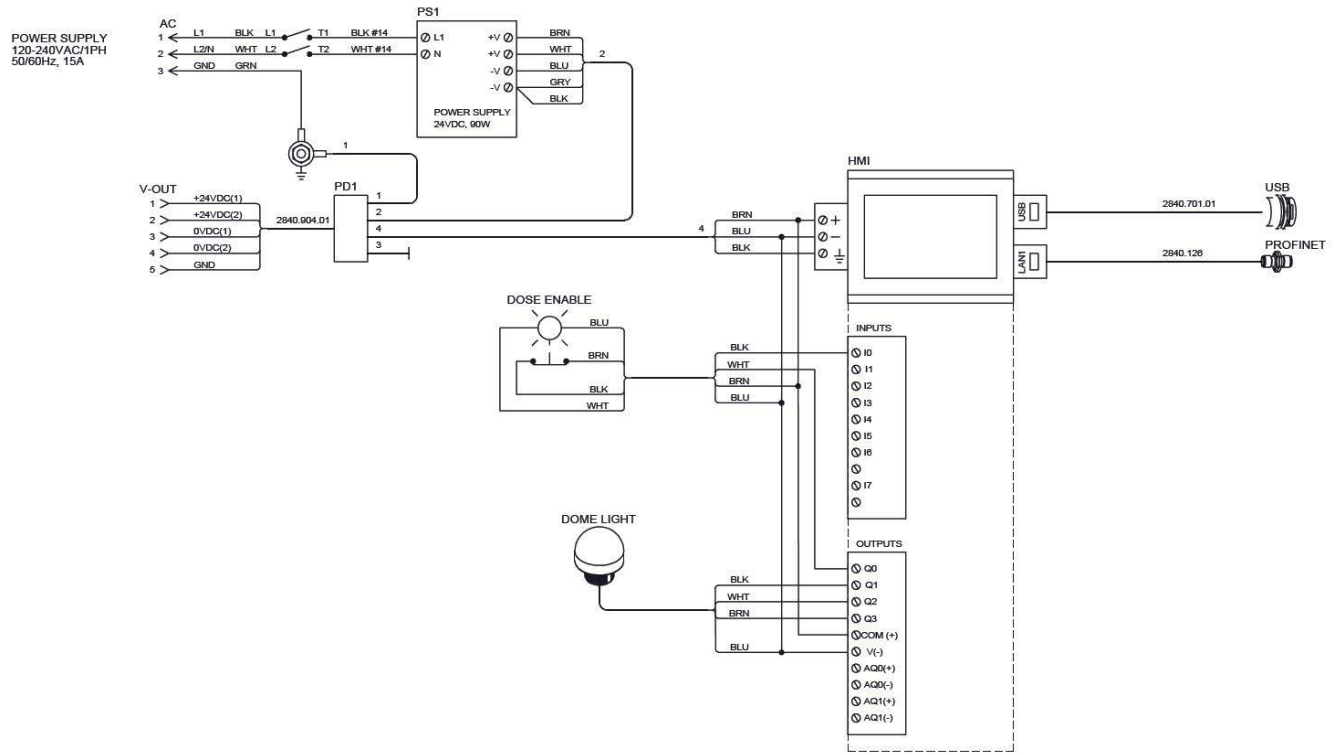 POWER SUPPLY
120-240VAC/1PH
50/60Hz, 15A
AC
1 L1 BLK L1 T1 BLK #14
2 L2/N WHT L2 T2 WHT #14
3 GND GRN
PS1
L1
N
+V BRN
+V WHT
-V BLU
-V GRY
BLK
2
POWER SUPPLY
24VDC, 90W
1
V-OUT
1 +24VDC(1)
2 +24VDC(2)
3 0VDC(1)
4 0VDC(2)
5 GND
2840.904.01
PD1
1
2
4
3
4
BRN
BLU
BLK
HMI
+
−
USB
LAN1
2840.701.01
USB
2840.126
PROFINET
DOSE ENABLE
BLU
BRN
BLK
WHT
BLK
WHT
BRN
BLU
INPUTS
I0
I1
I2
I3
I4
I5
I6
I7
DOME LIGHT
BLK
WHT
BRN
BLU
OUTPUTS
Q0
Q1
Q2
Q3
COM (+)
V(-)
AQ0(+)
AQ0(-)
AQ1(+)
AQ1(-)